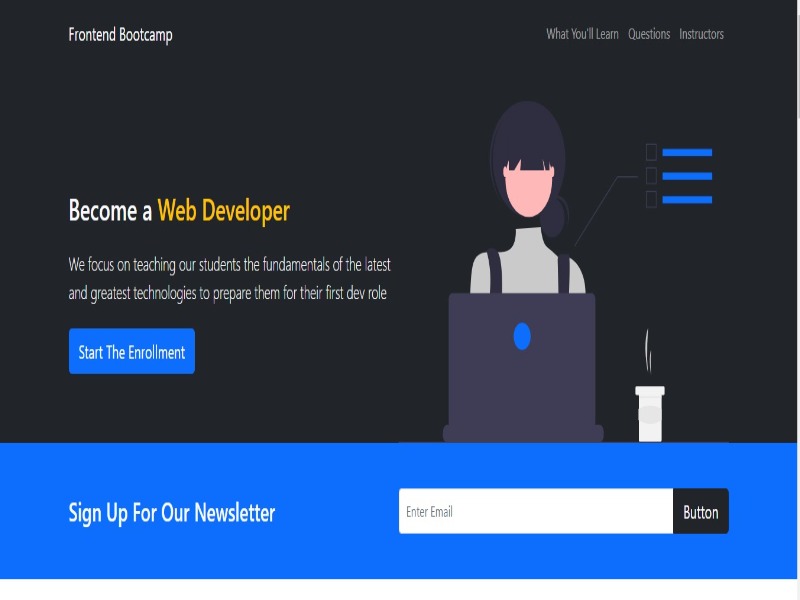 Frontend Bootcamp
What You'll Learn Questions Instructors
Become a Web Developer
We focus on teaching our students the fundamentals of the latest
and greatest technologies to prepare them for their first dev role
Start The Enrollment
Sign Up For Our Newsletter
Enter Email
Button